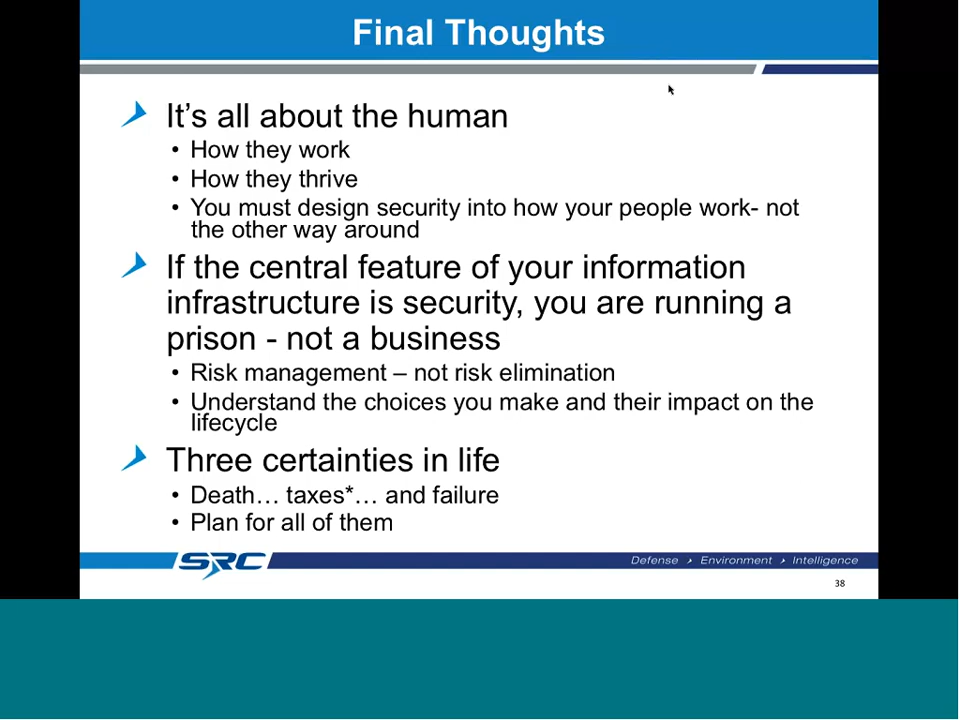 Final Thoughts
It's all about the human
• How they work
• How they thrive
• You must design security into how your people work- not
the other way around
If the central feature of your information
infrastructure is security, you are running a
prison - not a business
• Risk management – not risk elimination
• Understand the choices you make and their impact on the
lifecycle
Three certainties in life
• Death… taxes*… and failure
• Plan for all of them
SRC
Defense Environment Intelligence
38